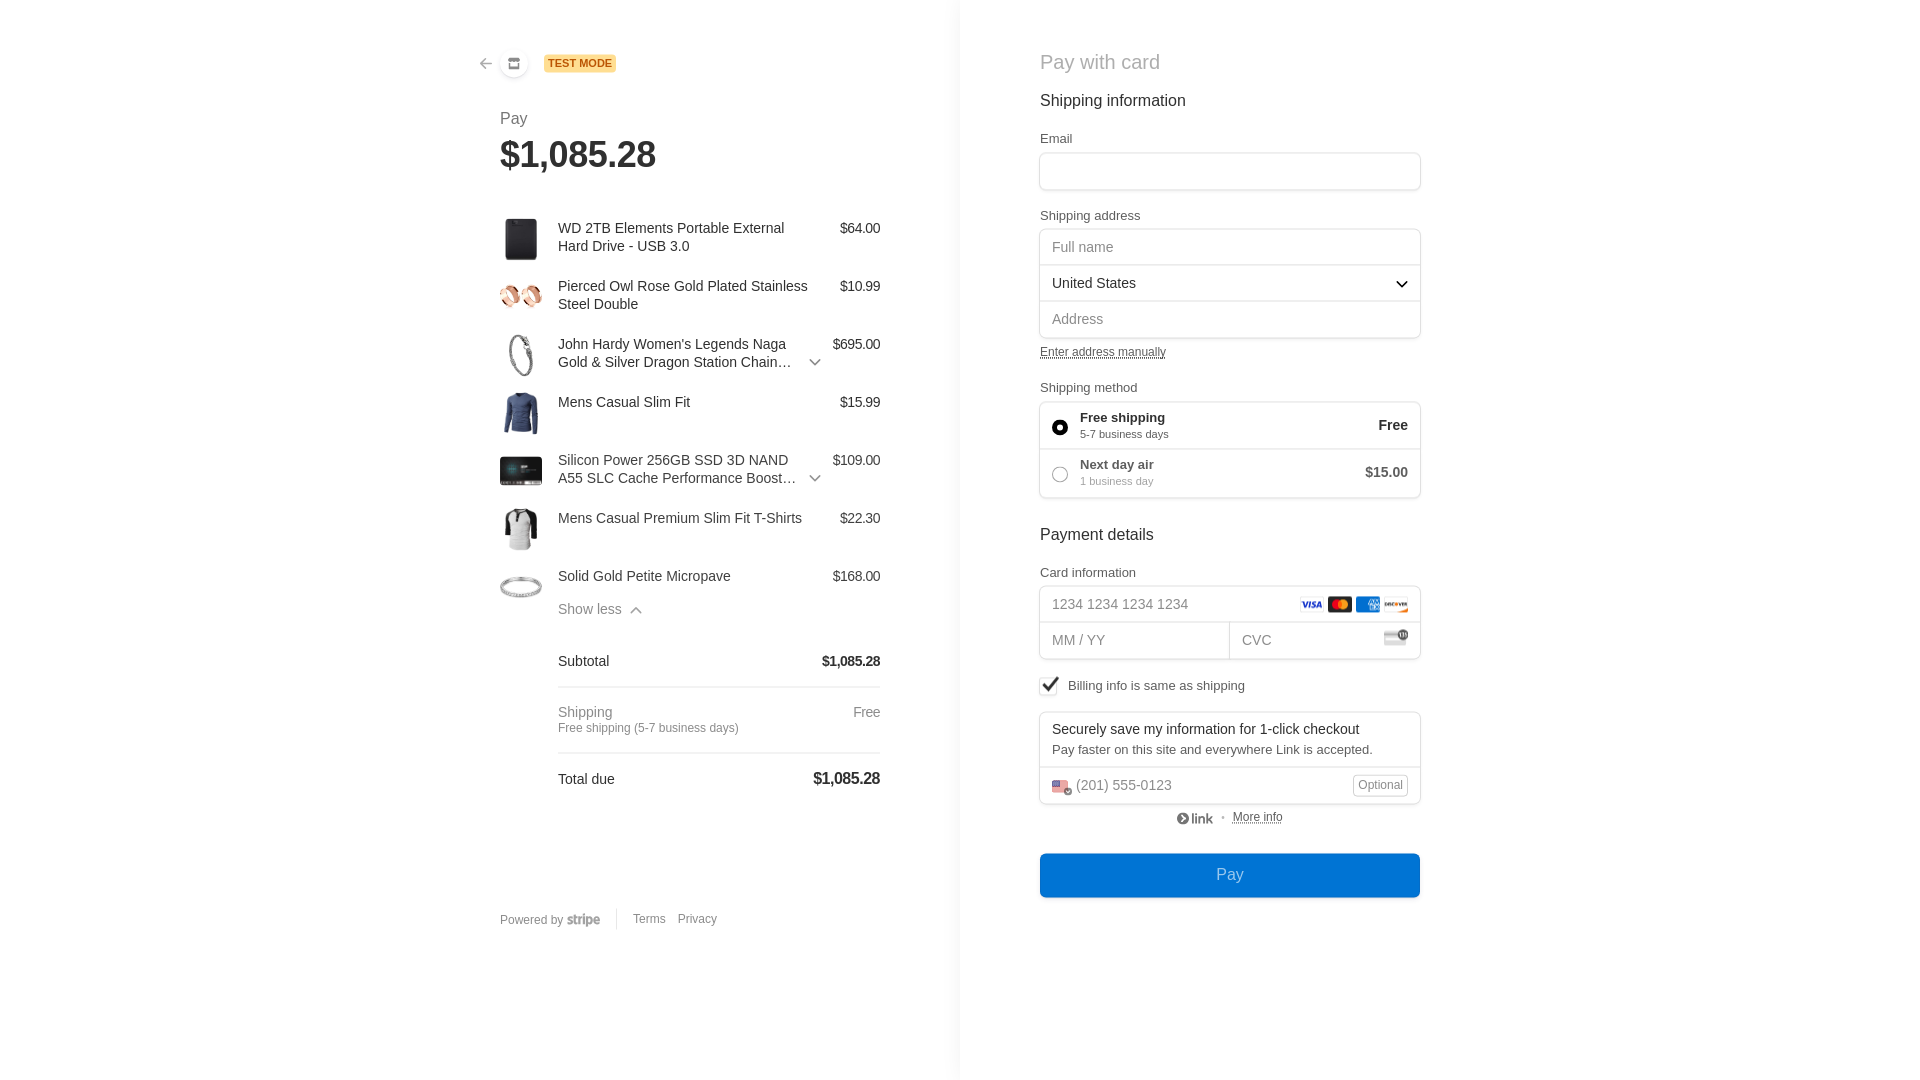 TEST MODE
Pay
$1,085.28
WD 2TB Elements Portable External $64.00
Hard Drive - USB 3.0
Pierced Owl Rose Gold Plated Stainless $10.99
Steel Double
John Hardy Women's Legends Naga $695.00
Gold & Silver Dragon Station Chain…
Mens Casual Slim Fit $15.99
Silicon Power 256GB SSD 3D NAND $109.00
A55 SLC Cache Performance Boost…
Mens Casual Premium Slim Fit T-Shirts $22.30
Solid Gold Petite Micropave $168.00
Show less
Subtotal $1,085.28
Shipping Free
Free shipping (5-7 business days)
Total due $1,085.28
Powered by stripe Terms Privacy
Pay with card
Shipping information
Email
Shipping address
Full name
United States
Address
Enter address manually
Shipping method
Free shipping Free
5-7 business days
Next day air $15.00
1 business day
Payment details
Card information
1234 1234 1234 1234 VISA AMEX DISCOVER
MM / YY CVC
Billing info is same as shipping
Securely save my information for 1-click checkout
Pay faster on this site and everywhere Link is accepted.
(201) 555-0123 Optional
link • More info
Pay